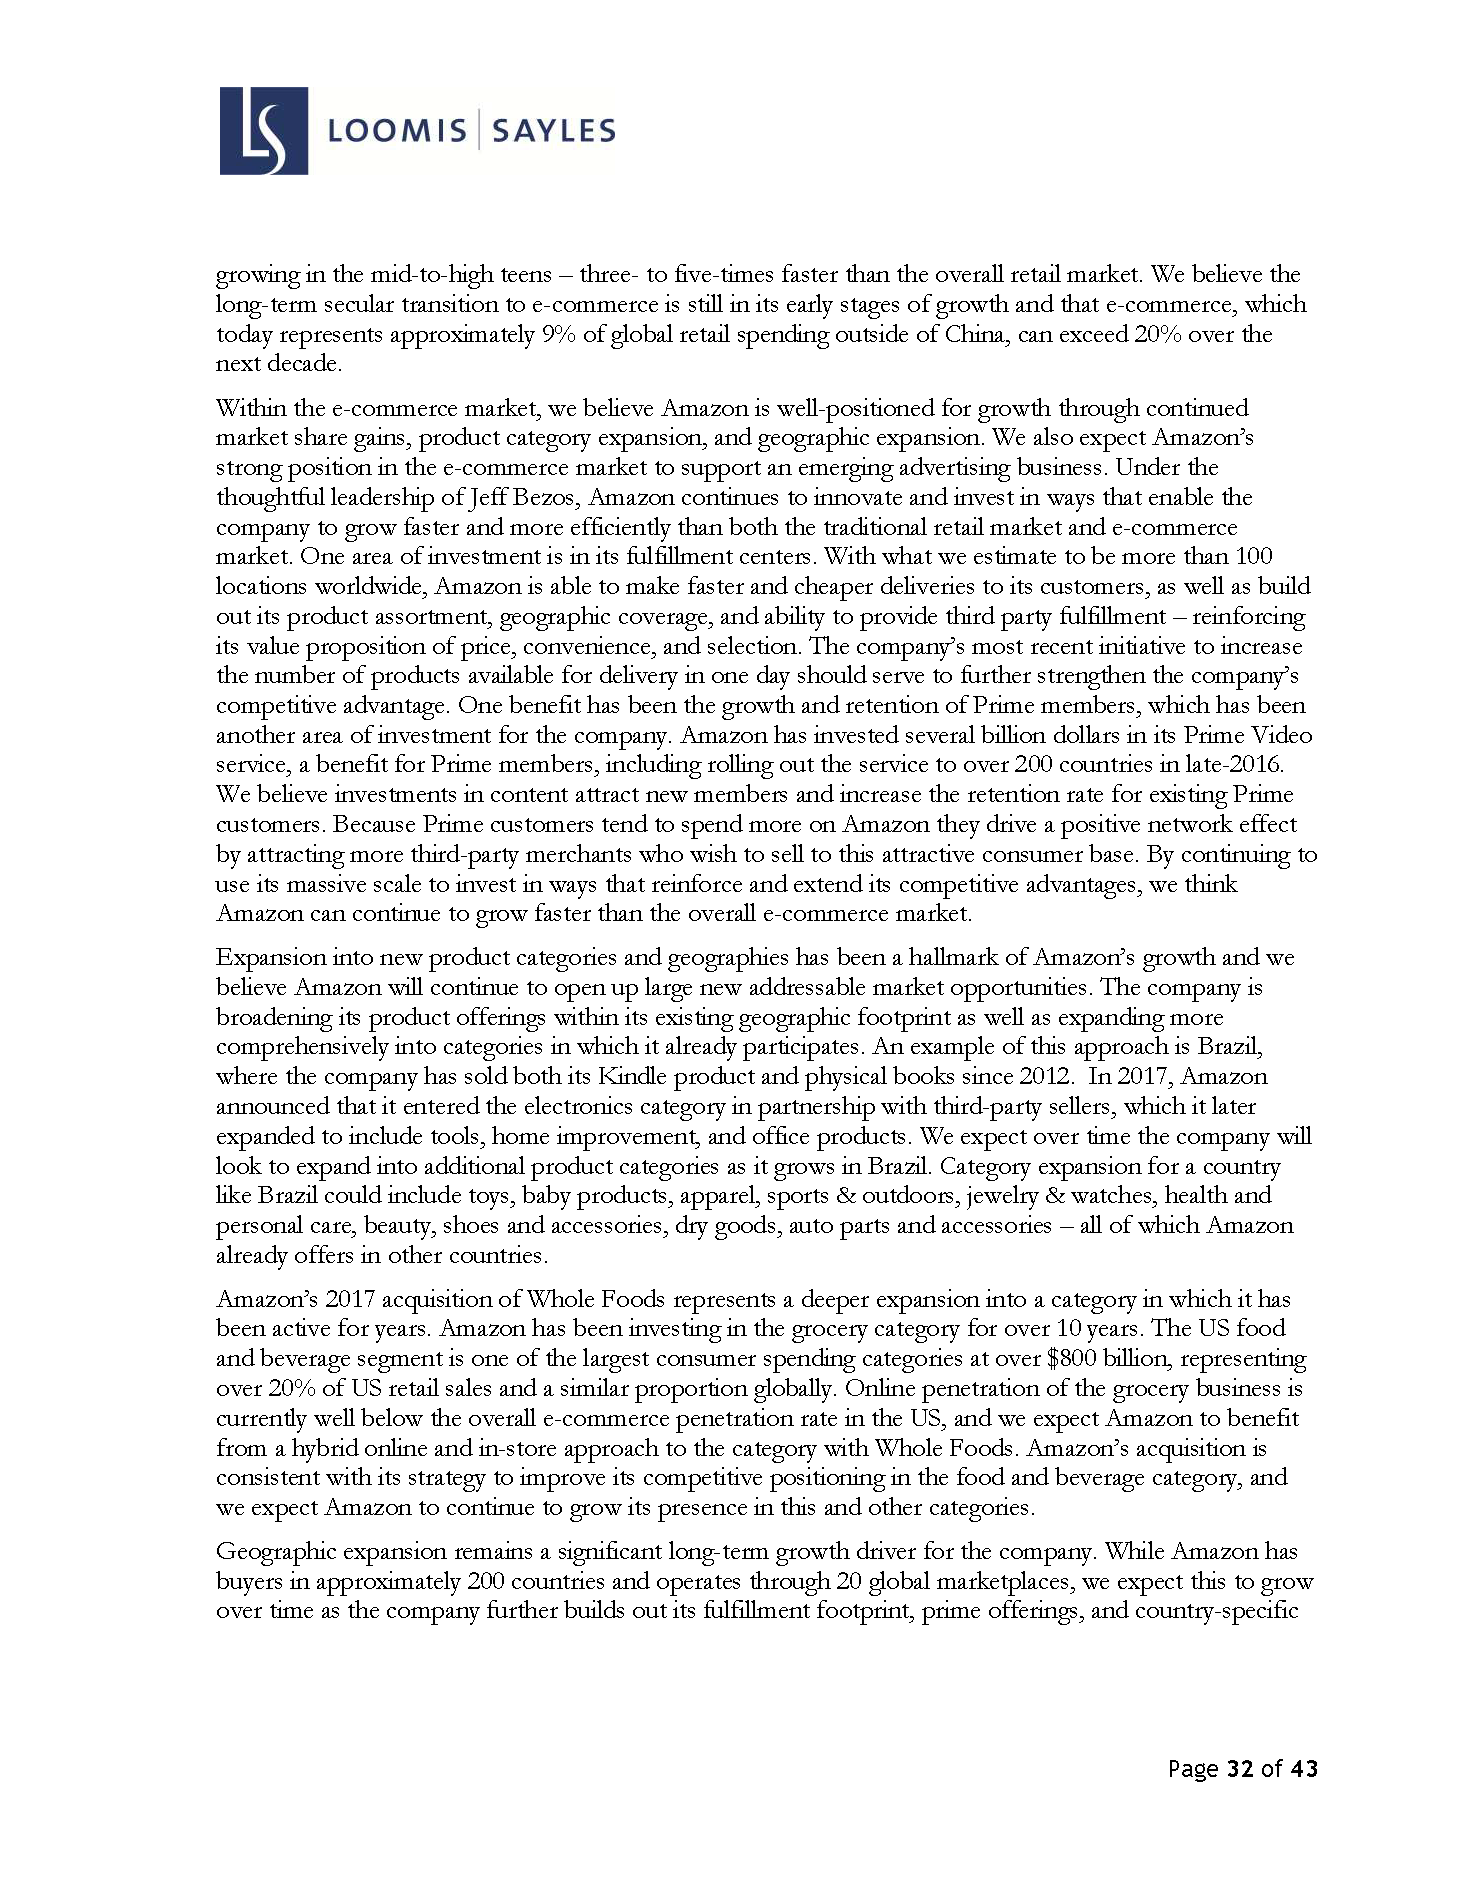 LS LOOMIS | SAYLES
growing in the mid-to-high teens – three- to five-times faster than the overall retail market. We believe the
long-term secular transition to e-commerce is still in its early stages of growth and that e-commerce, which
today represents approximately 9% of global retail spending outside of China, can exceed 20% over the
next decade.
Within the e-commerce market, we believe Amazon is well-positioned for growth through continued
market share gains, product category expansion, and geographic expansion. We also expect Amazon’s
strong position in the e-commerce market to support an emerging advertising business. Under the
thoughtful leadership of Jeff Bezos, Amazon continues to innovate and invest in ways that enable the
company to grow faster and more efficiently than both the traditional retail market and e-commerce
market. One area of investment is in its fulfillment centers. With what we estimate to be more than 100
locations worldwide, Amazon is able to make faster and cheaper deliveries to its customers, as well as build
out its product assortment, geographic coverage, and ability to provide third party fulfillment – reinforcing
its value proposition of price, convenience, and selection. The company’s most recent initiative to increase
the number of products available for delivery in one day should serve to further strengthen the company’s
competitive advantage. One benefit has been the growth and retention of Prime members, which has been
another area of investment for the company. Amazon has invested several billion dollars in its Prime Video
service, a benefit for Prime members, including rolling out the service to over 200 countries in late-2016.
We believe investments in content attract new members and increase the retention rate for existing Prime
customers. Because Prime customers tend to spend more on Amazon they drive a positive network effect
by attracting more third-party merchants who wish to sell to this attractive consumer base. By continuing to
use its massive scale to invest in ways that reinforce and extend its competitive advantages, we think
Amazon can continue to grow faster than the overall e-commerce market.
Expansion into new product categories and geographies has been a hallmark of Amazon’s growth and we
believe Amazon will continue to open up large new addressable market opportunities. The company is
broadening its product offerings within its existing geographic footprint as well as expanding more
comprehensively into categories in which it already participates. An example of this approach is Brazil,
where the company has sold both its Kindle product and physical books since 2012.  In 2017, Amazon
announced that it entered the electronics category in partnership with third-party sellers, which it later
expanded to include tools, home improvement, and office products. We expect over time the company will
look to expand into additional product categories as it grows in Brazil. Category expansion for a country
like Brazil could include toys, baby products, apparel, sports & outdoors, jewelry & watches, health and
personal care, beauty, shoes and accessories, dry goods, auto parts and accessories – all of which Amazon
already offers in other countries.
Amazon’s 2017 acquisition of Whole Foods represents a deeper expansion into a category in which it has
been active for years. Amazon has been investing in the grocery category for over 10 years. The US food
and beverage segment is one of the largest consumer spending categories at over $800 billion, representing
over 20% of US retail sales and a similar proportion globally. Online penetration of the grocery business is
currently well below the overall e-commerce penetration rate in the US, and we expect Amazon to benefit
from a hybrid online and in-store approach to the category with Whole Foods. Amazon’s acquisition is
consistent with its strategy to improve its competitive positioning in the food and beverage category, and
we expect Amazon to continue to grow its presence in this and other categories.
Geographic expansion remains a significant long-term growth driver for the company. While Amazon has
buyers in approximately 200 countries and operates through 20 global marketplaces, we expect this to grow
over time as the company further builds out its fulfillment footprint, prime offerings, and country-specific
Page 32 of 43